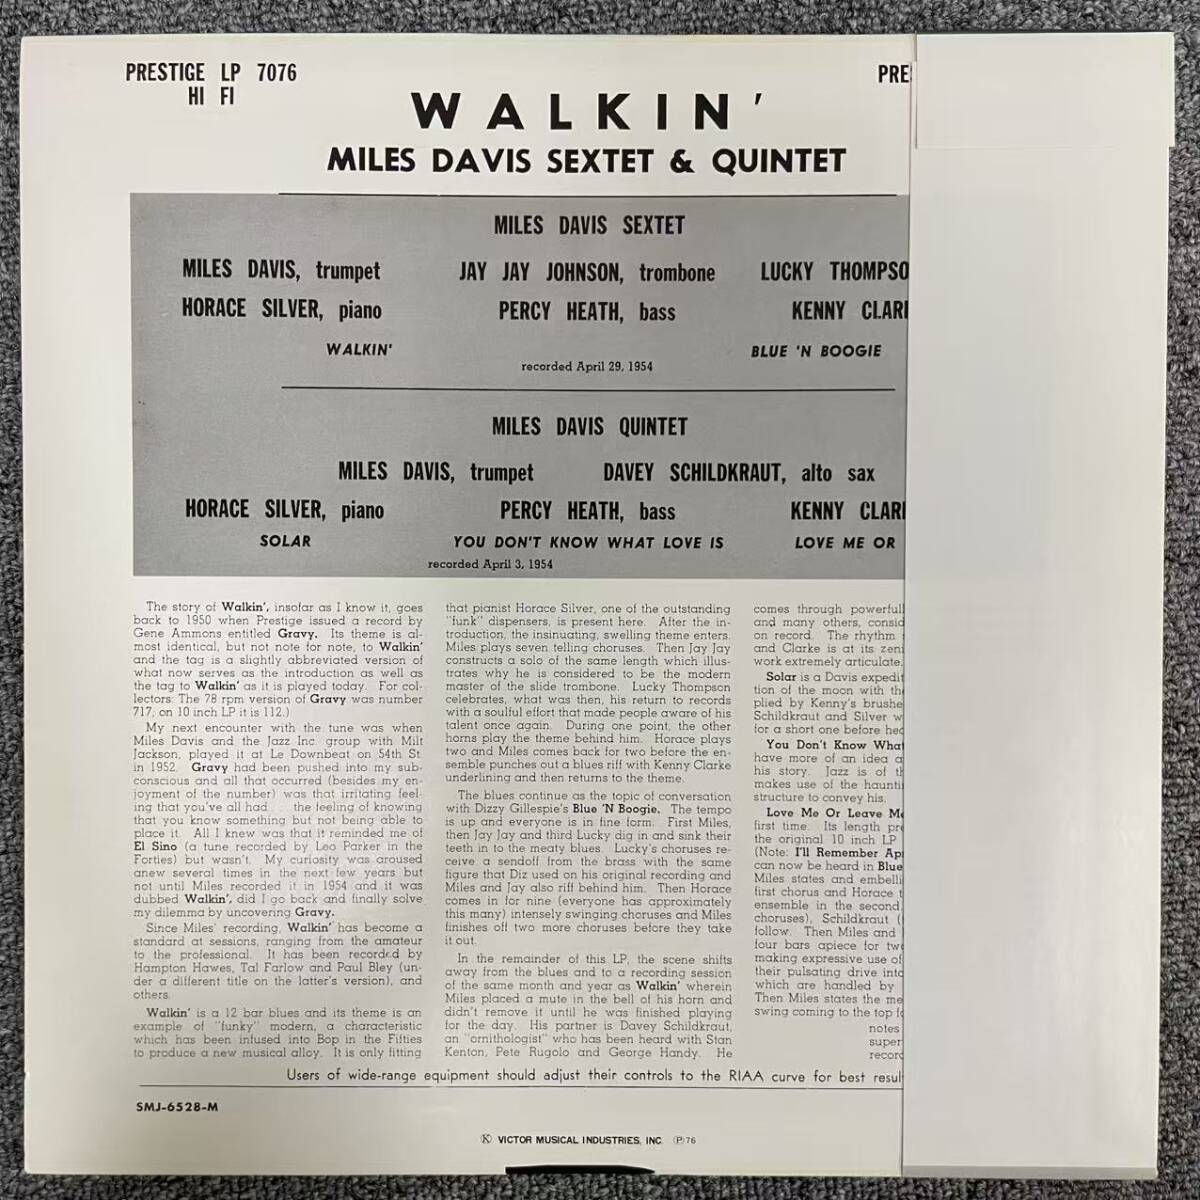 PRESTIGE LP 7076
HI FI
PRE
WALKIN'
MILES DAVIS SEXTET & QUINTET
MILES DAVIS SEXTET
MILES DAVIS, trumpet JAY JAY JOHNSON, trombone LUCKY THOMPSO
HORACE SILVER, piano PERCY HEATH, bass KENNY CLAR
WALKIN' BLUE 'N BOOGIE
recorded April 29, 1954
MILES DAVIS QUINTET
MILES DAVIS, trumpet DAVEY SCHILDKRAUT, alto sax
HORACE SILVER, piano PERCY HEATH, bass KENNY CLAR
SOLAR YOU DON'T KNOW WHAT LOVE IS LOVE ME OR
recorded April 3, 1954
The story of Walkin', insofar as I know it, goes
back to 1950 when Prestige issued a record by
Gene Ammons entitled Gravy. Its theme is al-
most identical, but not note for note, to Walkin'
and the tag is a slightly abbreviated version of
what now serves as the introduction as well as
the tag to Walkin' as it is played today. For col-
lectors: The 78 rpm version of Gravy was number
717; on 10 inch LP it is 112.)
My next encounter with the tune was when
Miles Davis and the Jazz Inc. group with Milt
Jackson, played it at Le Downbeat on 54th St.
in 1952. Gravy had been pushed into my sub-
conscious and all that occurred (besides my en-
joyment of the number) was that irritating feel-
ing that you've all had . . . the feeling of knowing
that you know something but not being able to
place it. All I knew was that it reminded me of
El Sino (a tune recorded by Leo Parker in the
Forties) but wasn't. My curiosity was aroused
anew several times in the next few years but
not until Miles recorded it in 1954 and it was
dubbed Walkin', did I go back and finally solve
my dilemma by uncovering Gravy.
Since Miles' recording, Walkin' has become a
standard at sessions, ranging from the amateur
to the professional. It has been recorded by
Hampton Hawes, Tal Farlow and Paul Bley (un-
der a different title on the latter's version), and
others.
Walkin' is a 12 bar blues and its theme is an
example of "funky" modern, a characteristic
which has been infused into Bop in the Fifties
to produce a new musical alloy. It is only fitting
that pianist Horace Silver, one of the outstanding
"funk" dispensers, is present here. After the in-
troduction, the insinuating, swelling theme enters.
Miles plays seven telling choruses. Then Jay Jay
constructs a solo of the same length which illus-
trates why he is considered to be the modern
master of the slide trombone. Lucky Thompson
celebrates, what was then, his return to records
with a soulful effort that made people aware of his
talent once again. During one point, the other
horns play the theme behind him. Horace plays
two and Miles comes back for two before the en-
semble punches out a blues riff with Kenny Clarke
underlining and then returns to the theme.
The blues continue as the topic of conversation
with Dizzy Gillespie's Blue 'N Boogie. The tempo
is up and everyone is in fine form. First Miles,
then Jay Jay and third Lucky dig in and sink their
teeth in to the meaty blues. Lucky's choruses re-
ceive a sendoff from the brass with the same
figure that Diz used on his original recording and
Miles and Jay also riff behind him. Then Horace
comes in for nine (everyone has approximately
this many) intensely swinging choruses and Miles
finishes off two more choruses before they take
it out.
In the remainder of this LP, the scene shifts
away from the blues and to a recording session
of the same month and year as Walkin' wherein
Miles placed a mute in the bell of his horn and
didn't remove it until he was finished playing
for the day. His partner is Davey Schildkraut,
an "ornithologist" who has been heard with Stan
Kenton, Pete Rugolo and George Handy. He
comes through powerfull
and many others, consid
on record. The rhythm
and Clarke is at its zen
work extremely articulate.
Solar is a Davis expedit
tion of the moon with th
plied by Kenny's brushe
Schildkraut and Silver w
for a short one before hec
You Don't Know What
have more of an idea a
his story. Jazz is of th
makes use of the haunti
structure to convey his.
Love Me Or Leave Me
first time. Its length pre
the original 10 inch LP
(Note: I'll Remember Ap
can now be heard in Blue
Miles states and embelli
first chorus and Horace t
ensemble in the second.
choruses), Schildkraut (
follow. Then Miles and
four bars apiece for two
making expressive use of
their pulsating drive into
which are handled by
Then Miles states the me
swing coming to the top fo
notes
super
record
Users of wide-range equipment should adjust their controls to the RIAA curve for best resul
SMJ-6528-M
Ⓚ VICTOR MUSICAL INDUSTRIES, INC. Ⓟ76